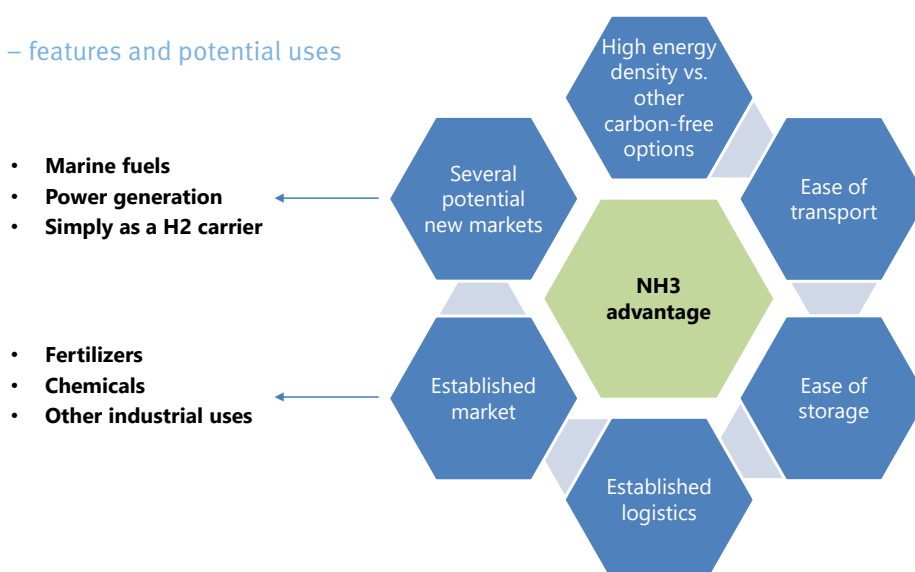 – features and potential uses
High energy
density vs.
other
carbon-free
options
• Marine fuels
• Power generation
• Simply as a H2 carrier
Several
potential
new markets
Ease of
transport
NH3
advantage
• Fertilizers
• Chemicals
• Other industrial uses
Established
market
Ease of
storage
Established
logistics